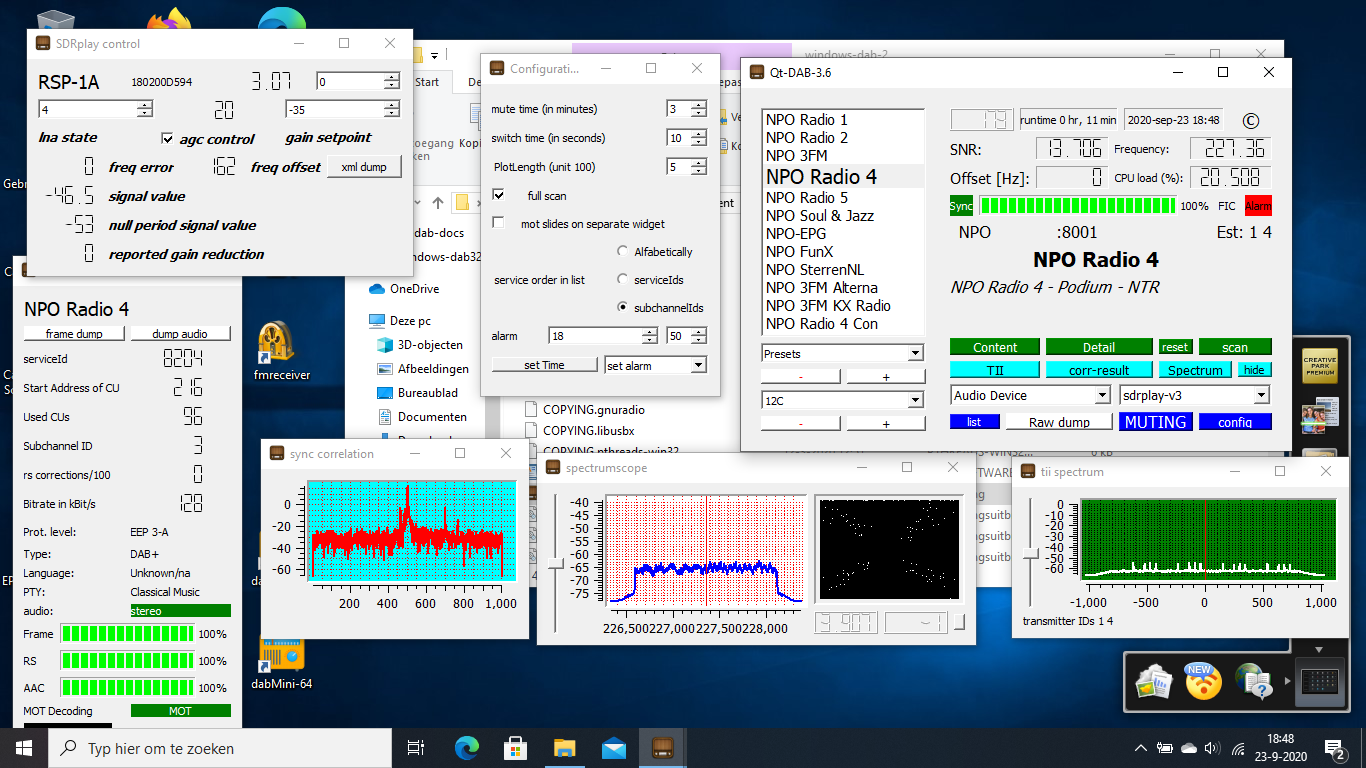 SDRplay control
RSP-1A
180200D594
3.07
0
4
20
-35
lna state
agc control
gain setpoint
0
freq error
162
freq offset
xml dump
-46.5
signal value
-53
null period signal value
0
reported gain reduction
Start
windows-dab-2
dab-docs
OneDrive
Deze pc
3D-objecten
Afbeeldingen
Bureaublad
Documenten
COPYING.gnuradio
COPYING.libusbx
COPYING.pthreads-win32
Configurati...
mute time (in minutes)
3
switch time (in seconds)
10
PlotLength (unit 100)
5
full scan
mot slides on separate widget
Alfabetically
service order in list
serviceIds
subchannelIds
alarm
18
50
set Time
set alarm
Qt-DAB-3.6
NPO Radio 1
NPO Radio 2
NPO 3FM
NPO Radio 4
NPO Radio 5
NPO Soul & Jazz
NPO-EPG
NPO FunX
NPO SterrenNL
NPO 3FM Alterna
NPO 3FM KX Radio
NPO Radio 4 Con
Presets
-
+
12C
-
+
runtime 0 hr, 11 min
2020-sep-23 18:48
©
SNR:
13.706
Frequency:
227.36
Offset [Hz]:
0
CPU load (%):
20.508
Sync
100%
FIC
Alarm
NPO
:8001
Est: 1 4
NPO Radio 4
NPO Radio 4 - Podium - NTR
Content
Detail
reset
scan
TII
corr-result
Spectrum
hide
Audio Device
sdrplay-v3
list
Raw dump
MUTING
config
NPO Radio 4
frame dump
dump audio
serviceId
8204
Start Address of CU
216
Used CUs
96
Subchannel ID
3
rs corrections/100
0
Bitrate in kBit/s
128
Prot. level:
EEP 3-A
Type:
DAB+
Language:
Unknown/na
PTY:
Classical Music
audio:
stereo
Frame
100%
RS
100%
AAC
100%
MOT Decoding
MOT
fmreceiver
dabMini-64
sync correlation
0
-20
-40
-60
200
400
600
800
1,000
spectrumscope
-40
-45
-50
-55
-60
-65
-70
-75
226,500
227,000
227,500
228,000
3.907
-1
tii spectrum
0
-10
-20
-30
-40
-50
-60
-1,000
-500
0
500
1,000
transmitter IDs 1 4
CREATIVE
PARK
PREMIUM
NEW
Typ hier om te zoeken
18:48
23-9-2020
2